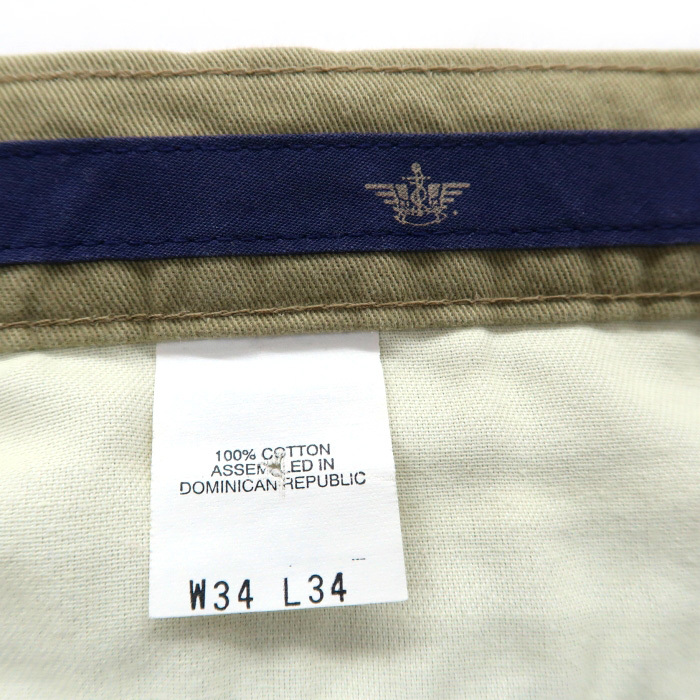 100% COTTON
ASSEMBLED IN
DOMINICAN REPUBLIC
W34 L34